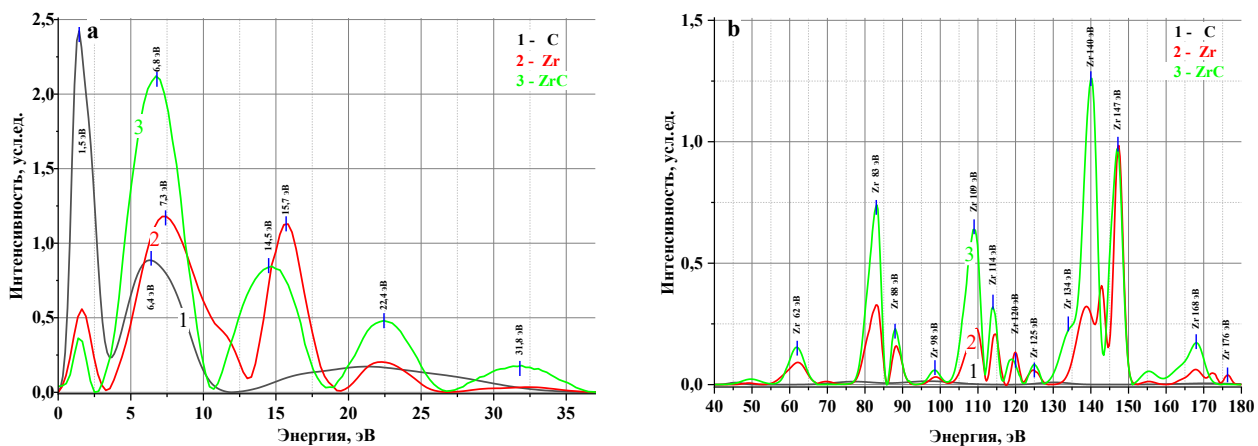 a
1 - C
2 - Zr
3 - ZrC
2,5
2,0
1,5
1,0
0,5
0,0
Интенсивность, усл.ед.
1,5 эВ
6,4 эВ
6,8 эВ
7,3 эВ
14,5 эВ
15,7 эВ
22,4 эВ
31,8 эВ
3
2
1
0 5 10 15 20 25 30 35
Энергия, эВ
b
1 - C
2 - Zr
3 - ZrC
1,5
1,0
0,5
0,0
Интенсивность, усл.ед.
Zr 62 эВ
Zr 83 эВ
Zr 88 эВ
Zr 98 эВ
Zr 109 эВ
Zr 114 эВ
Zr 120 эВ
Zr 125 эВ
Zr 134 эВ
Zr 140 эВ
Zr 147 эВ
Zr 168 эВ
Zr 176 эВ
3
2
1
40 50 60 70 80 90 100 110 120 130 140 150 160 170 180
Энергия, эВ